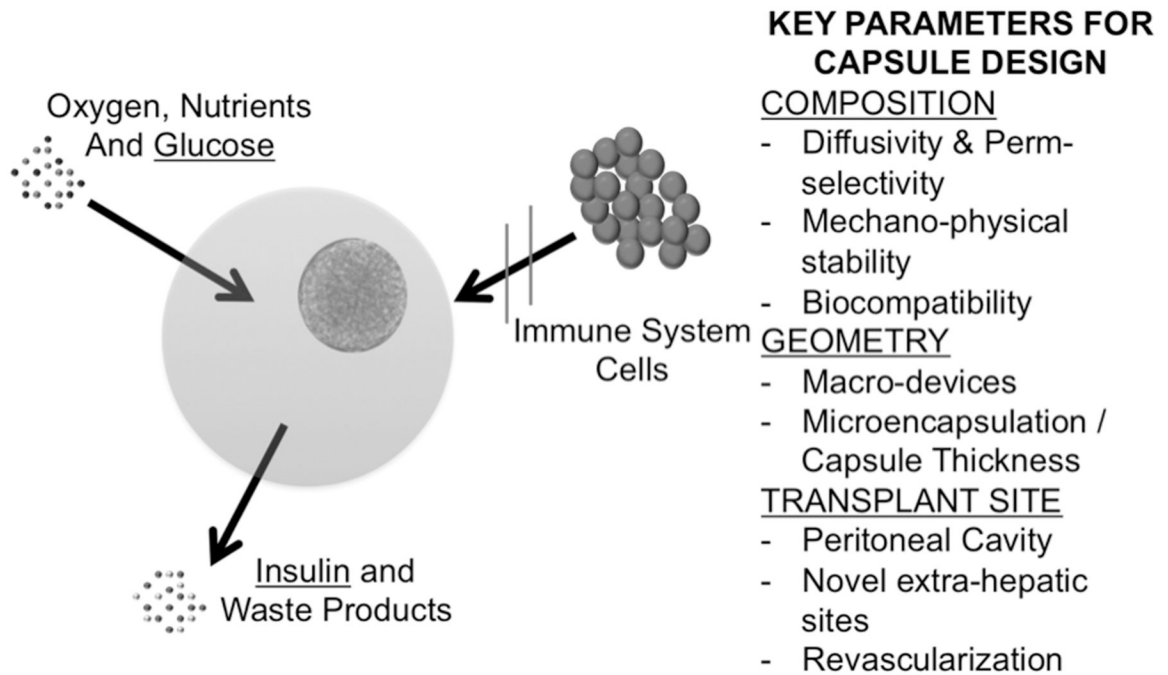 Oxygen, Nutrients
And Glucose
Immune System
Cells
Insulin and
Waste Products
KEY PARAMETERS FOR
CAPSULE DESIGN
COMPOSITION
- Diffusivity & Perm-
selectivity
- Mechano-physical
stability
- Biocompatibility
GEOMETRY
- Macro-devices
- Microencapsulation /
Capsule Thickness
TRANSPLANT SITE
- Peritoneal Cavity
- Novel extra-hepatic
sites
- Revascularization